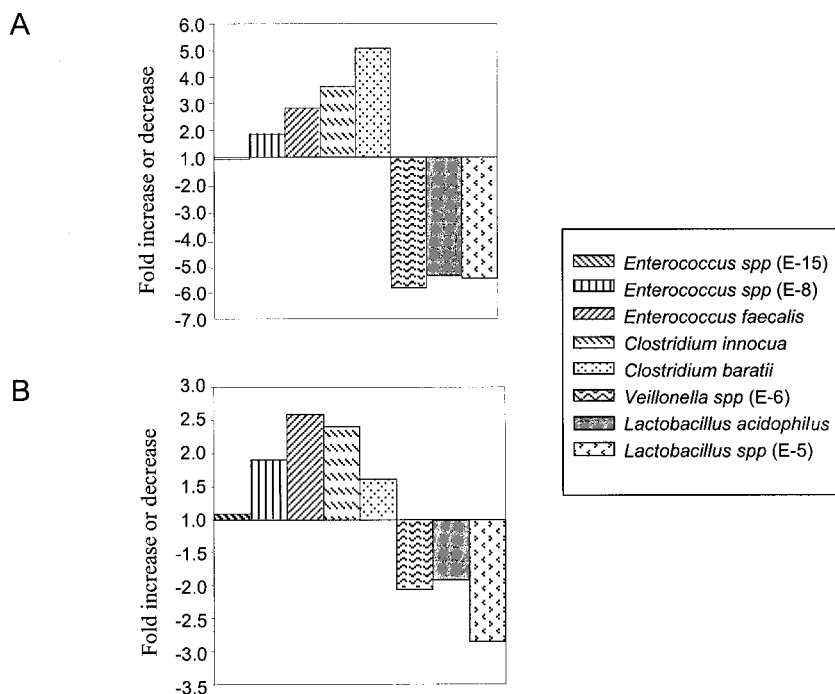 A
Fold increase or decrease
6.0
5.0
4.0
3.0
2.0
1.0
-2.0
-3.0
-4.0
-5.0
-6.0
-7.0
B
Fold increase or decrease
3.0
2.5
2.0
1.5
1.0
-1.5
-2.0
-2.5
-3.0
-3.5
Enterococcus spp (E-15)
Enterococcus spp (E-8)
Enterococcus faecalis
Clostridium innocua
Clostridium baratii
Veillonella spp (E-6)
Lactobacillus acidophilus
Lactobacillus spp (E-5)